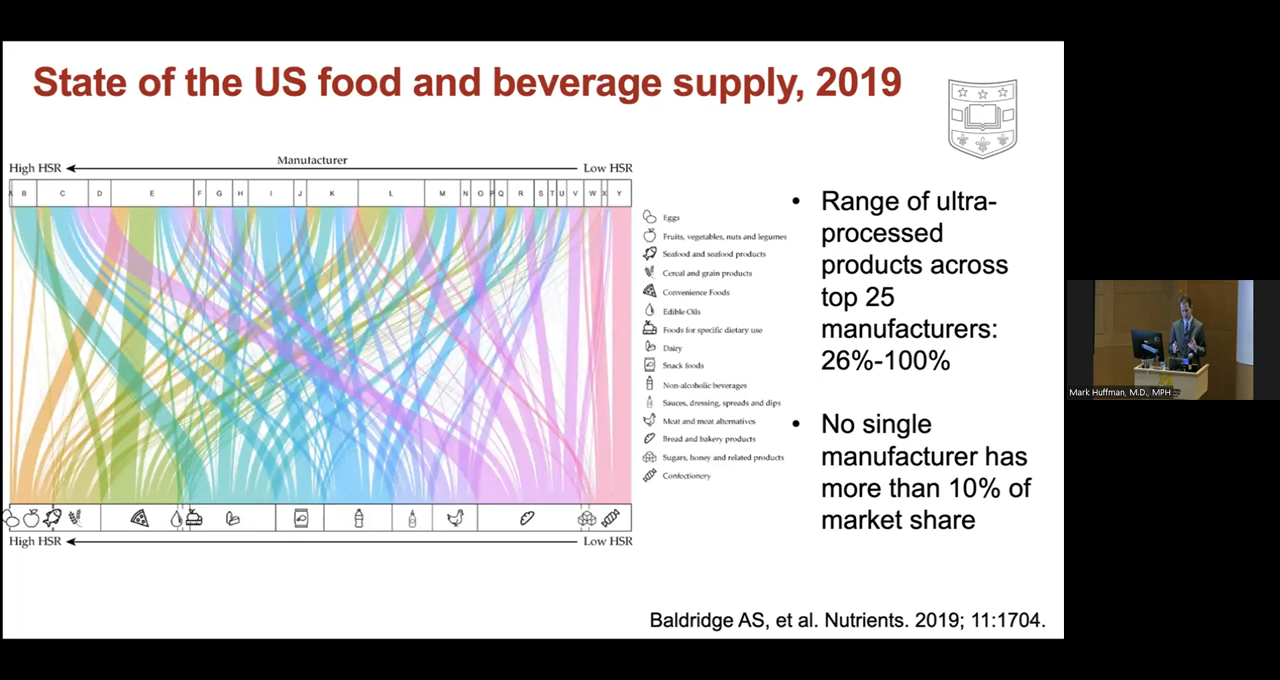 State of the US food and beverage supply, 2019
Manufacturer
High HSR Low HSR
A B C D E F G H I J K L M N O P Q R S T U V W X Y
Eggs
Fruits, vegetables, nuts and legumes
Seafood and seafood products
Cereal and grain products
Convenience Foods
Edible Oils
Foods for specific dietary use
Dairy
Snack foods
Non-alcoholic beverages
Sauces, dressing, spreads and dips
Meat and meat alternatives
Bread and bakery products
Sugars, honey and related products
Confectionery
High HSR Low HSR
• Range of ultra-
processed
products across
top 25
manufacturers:
26%-100%
• No single
manufacturer has
more than 10% of
market share
Baldridge AS, et al. Nutrients. 2019; 11:1704.
Mark Huffman, M.D., MPH